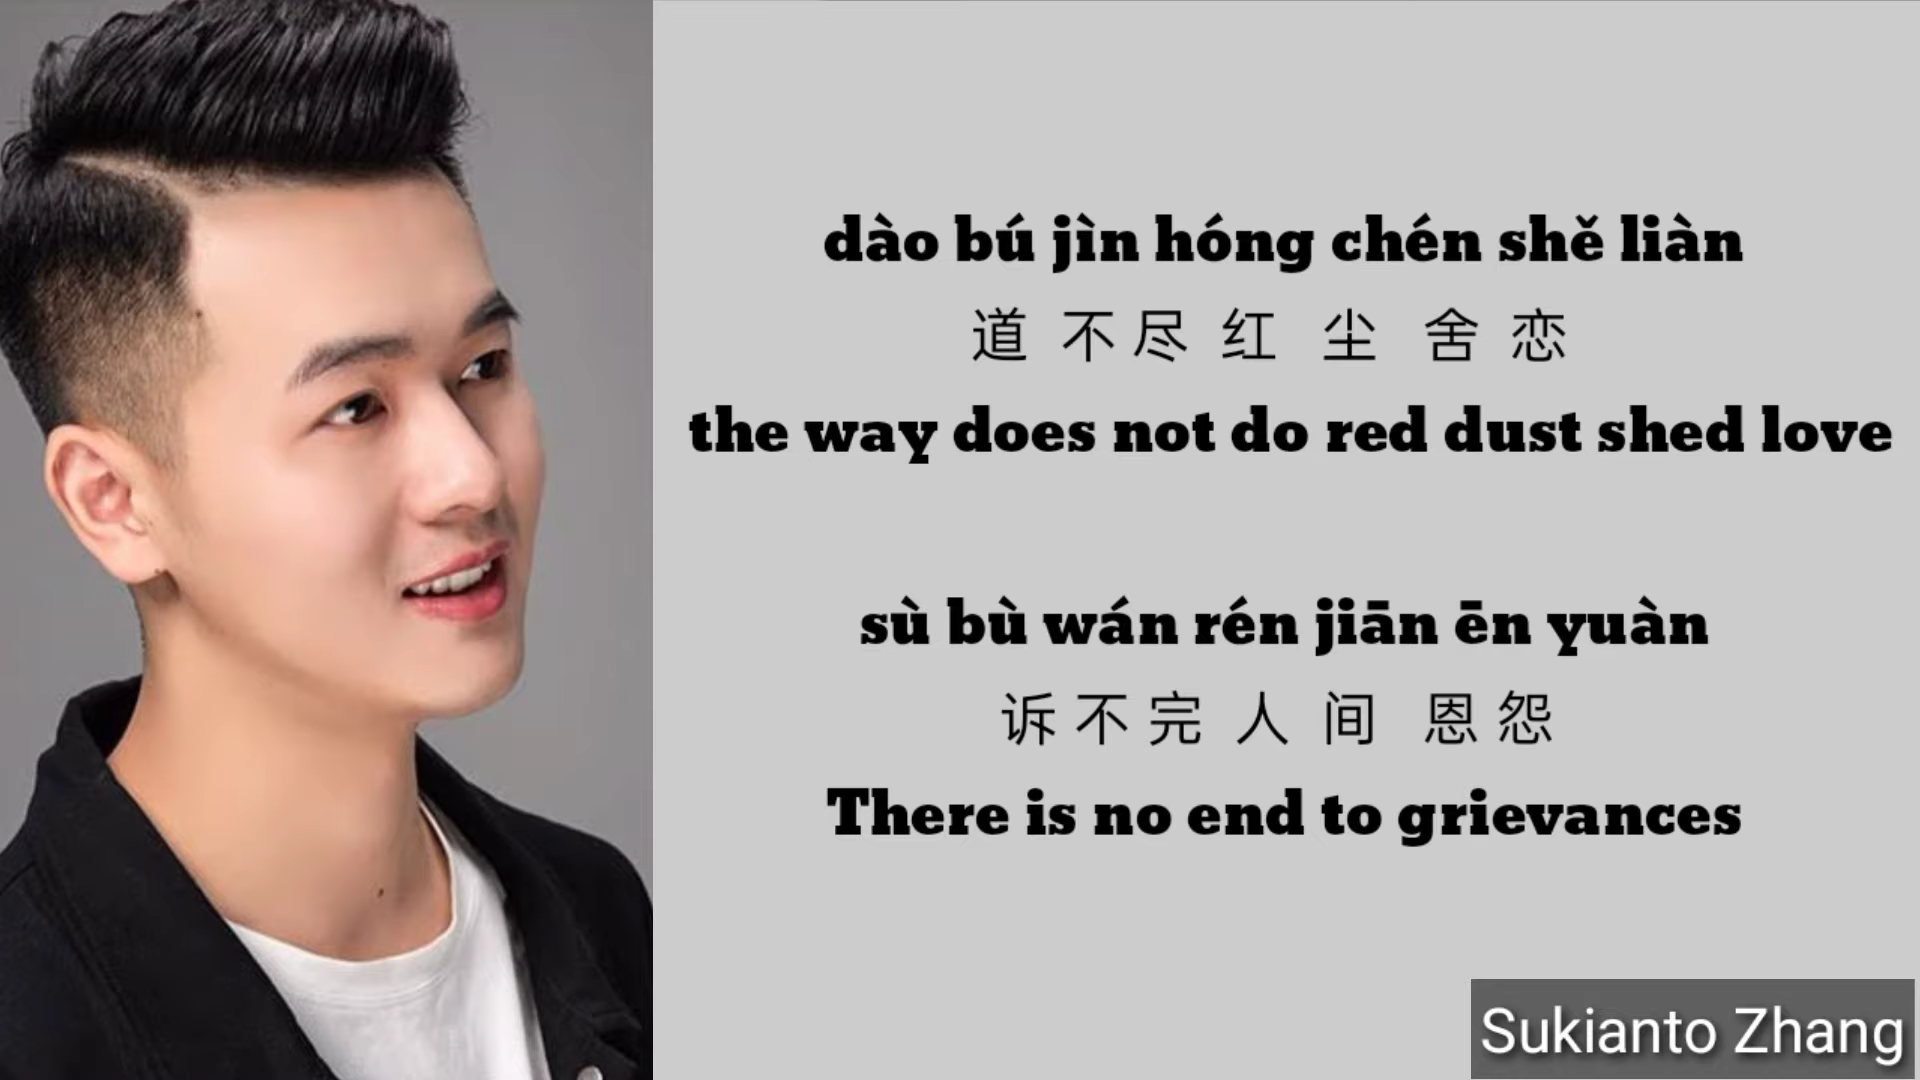 dào bú jìn hóng chén shě liàn
道 不 尽 红 尘 舍 恋
the way does not do red dust shed love
sù bù wán rén jiān ēn yuàn
诉 不 完 人 间 恩 怨
There is no end to grievances
Sukianto Zhang